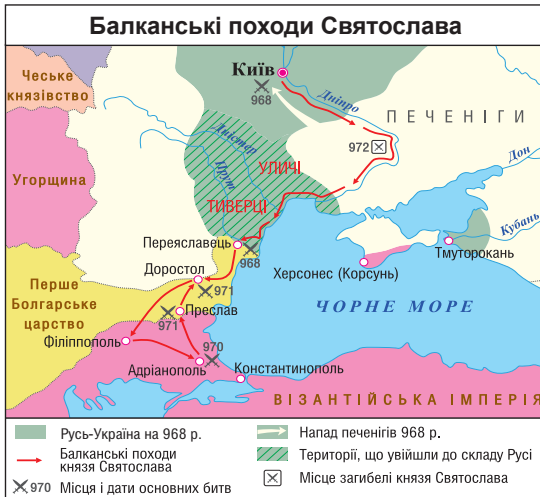 Балканські походи Святослава
Чеське
князівство
Київ
968
Дніпро
ПЕЧЕНІГИ
972
Дністер
Прут
УЛИЧІ
ТИВЕРЦІ
Дон
Угорщина
Кубань
Переяславець
968
Тмуторокань
Доростол
971
Херсонес (Корсунь)
Перше
Болгарське
царство
971
Преслав
ЧОРНЕ МОРЕ
Філіппополь
970
Адріанополь
Константинополь
ВІЗАНТІЙСЬКА ІМПЕРІЯ
Русь-Україна на 968 р.
Напад печенігів 968 р.
Балканські походи
князя Святослава
Території, що увійшли до складу Русі
970 Місця і дати основних битв
Місце загибелі князя Святослава